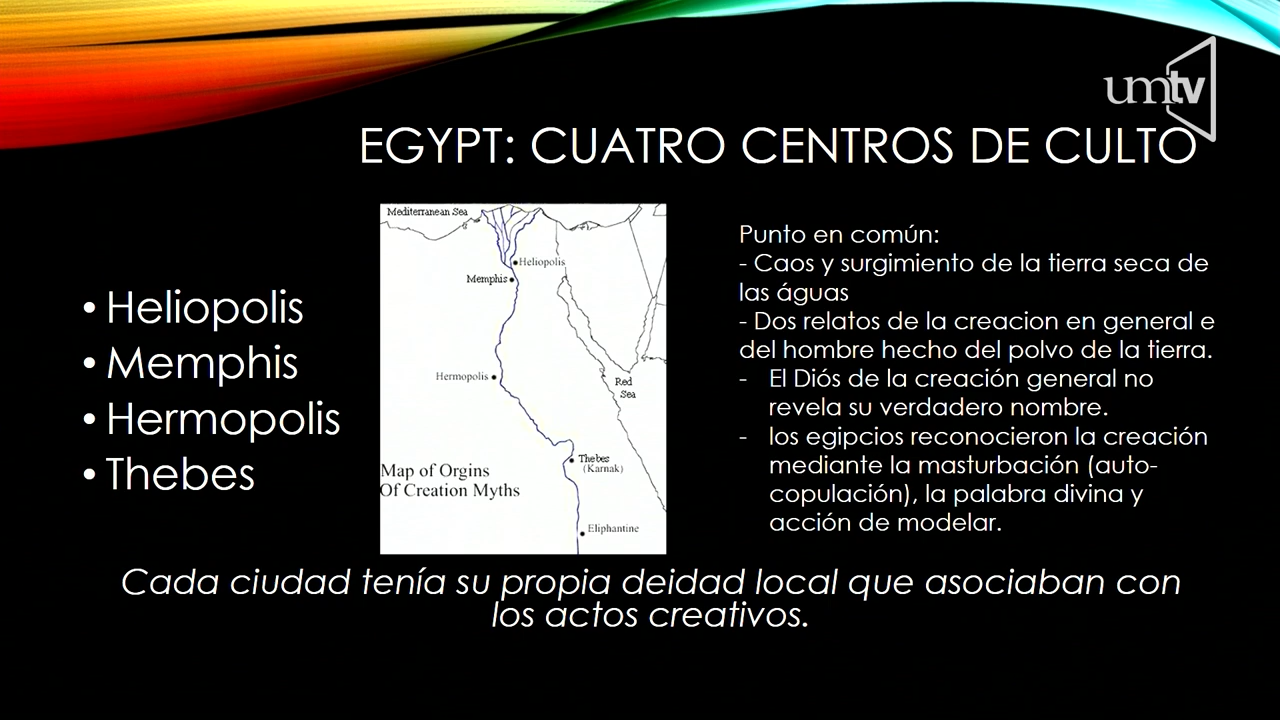 umtv
EGYPT: CUATRO CENTROS DE CULTO
• Heliopolis
• Memphis
• Hermopolis
• Thebes
Mediterranean Sea
Heliopolis
Memphis
Hermopolis
Red
Sea
Thebes
(Karnak)
Map of Orgins
Of Creation Myths
Eliphantine
Punto en común:
- Caos y surgimiento de la tierra seca de
las águas
- Dos relatos de la creacion en general e
del hombre hecho del polvo de la tierra.
- El Diós de la creación general no
revela su verdadero nombre.
- los egipcios reconocieron la creación
mediante la masturbación (auto-
copulación), la palabra divina y
acción de modelar.
Cada ciudad tenía su propia deidad local que asociaban con
los actos creativos.